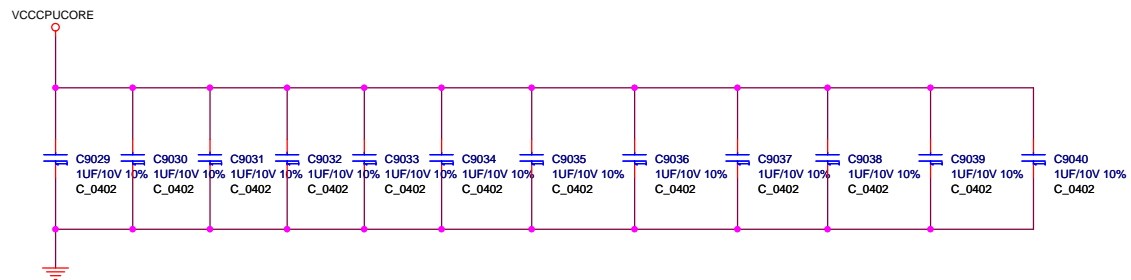 VCCCPUCORE
C9029
1UF/10V 10%
C_0402
C9030
1UF/10V 10%
C_0402
C9031
1UF/10V 10%
C_0402
C9032
1UF/10V 10%
C_0402
C9033
1UF/10V 10%
C_0402
C9034
1UF/10V 10%
C_0402
C9035
1UF/10V 10%
C_0402
C9036
1UF/10V 10%
C_0402
C9037
1UF/10V 10%
C_0402
C9038
1UF/10V 10%
C_0402
C9039
1UF/10V 10%
C_0402
C9040
1UF/10V 10%
C_0402